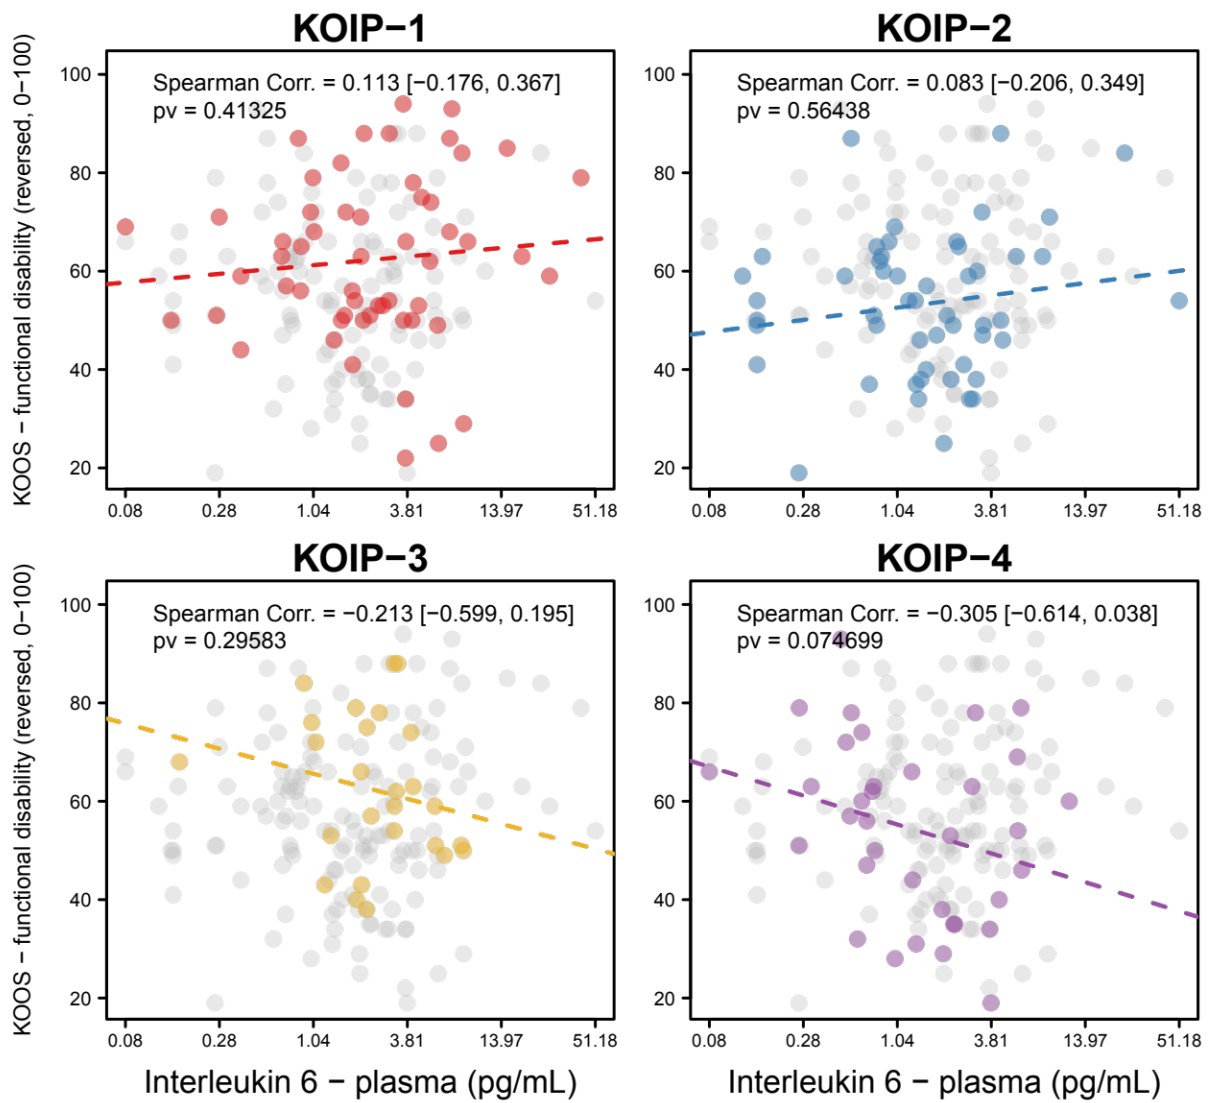 KOIP−1
KOOS − functional disability (reversed, 0−100)
Spearman Corr. = 0.113 [−0.176, 0.367]
pv = 0.41325
100
80
60
40
20
0.08 0.28 1.04 3.81 13.97 51.18
KOIP−2
Spearman Corr. = 0.083 [−0.206, 0.349]
pv = 0.56438
100
80
60
40
20
0.08 0.28 1.04 3.81 13.97 51.18
KOIP−3
KOOS − functional disability (reversed, 0−100)
Spearman Corr. = −0.213 [−0.599, 0.195]
pv = 0.29583
100
80
60
40
20
0.08 0.28 1.04 3.81 13.97 51.18
Interleukin 6 − plasma (pg/mL)
KOIP−4
Spearman Corr. = −0.305 [−0.614, 0.038]
pv = 0.074699
100
80
60
40
20
0.08 0.28 1.04 3.81 13.97 51.18
Interleukin 6 − plasma (pg/mL)